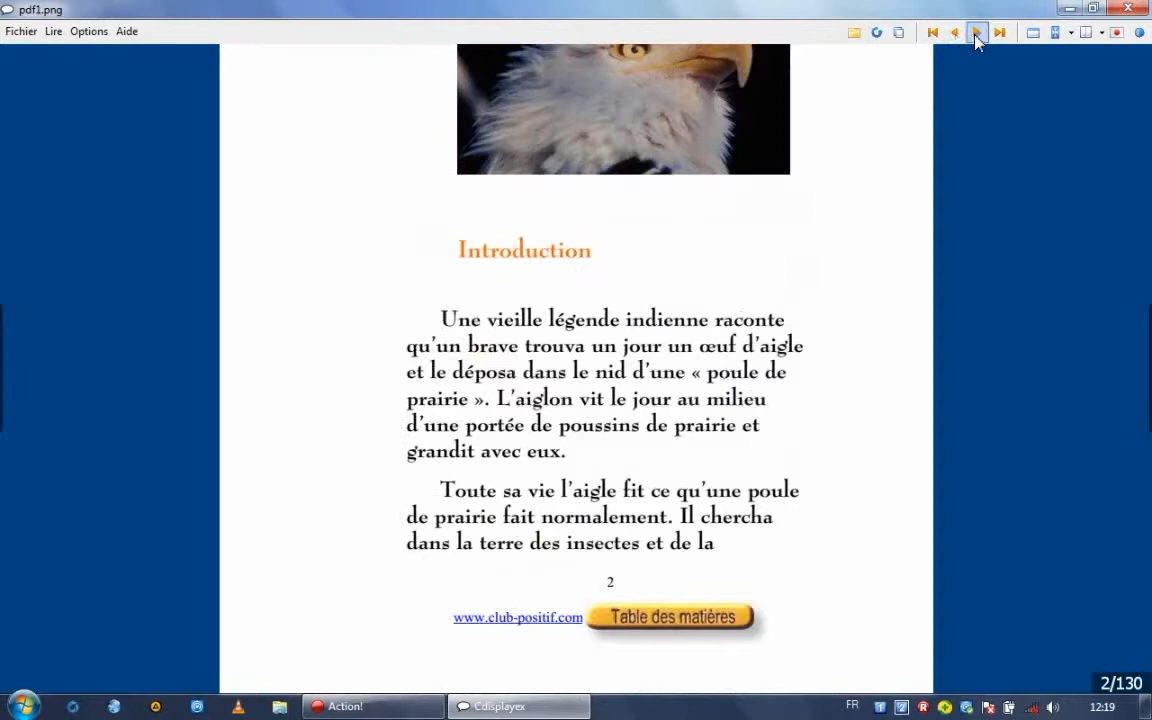 pdf1.png
Fichier Lire Options Aide
Introduction
Une vieille légende indienne raconte
qu'un brave trouva un jour un œuf d'aigle
et le déposa dans le nid d'une « poule de
prairie ». L'aiglon vit le jour au milieu
d'une portée de poussins de prairie et
grandit avec eux.
Toute sa vie l'aigle fit ce qu'une poule
de prairie fait normalement. Il chercha
dans la terre des insectes et de la
2
www.club-positif.com Table des matières
2/130
Action! Cdisplayex FR 12:19